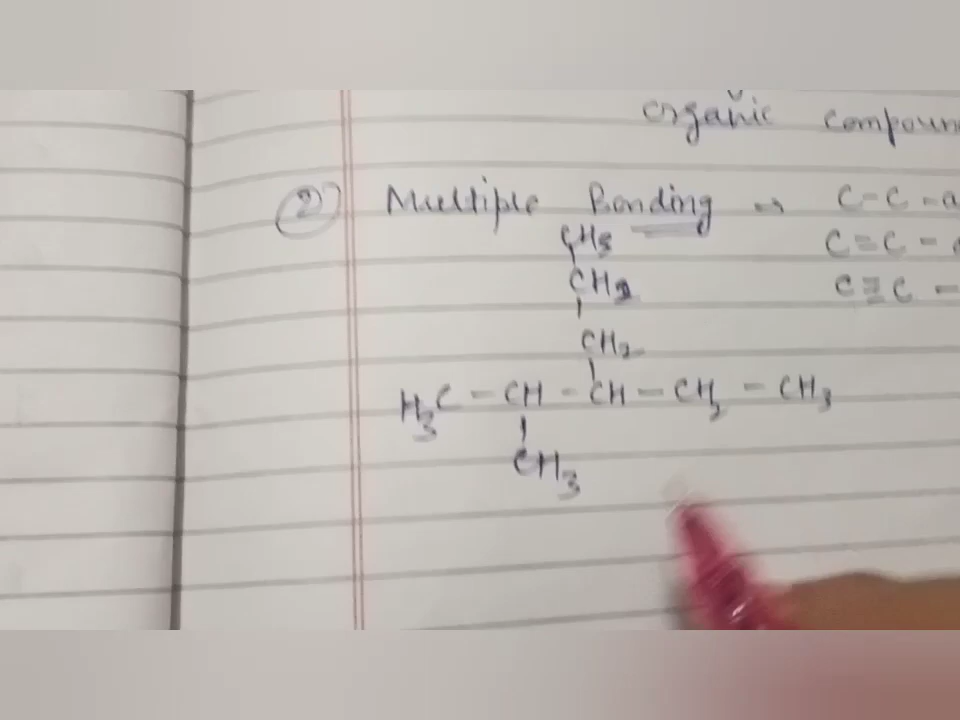 organic compoun
② Multiple Bonding → C-C - a
CH3 C=C -
CH2 C≡C -
CH2
H3C - CH - CH - CH2 - CH3
CH3